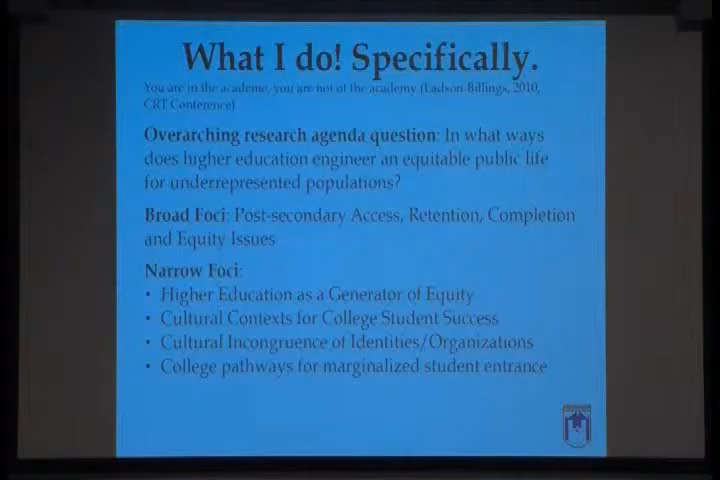 What I do! Specifically.
You are in the academe, you are not of the academy (Ladson-Billings, 2010,
CRT Conference)
Overarching research agenda question: In what ways
does higher education engineer an equitable public life
for underrepresented populations?
Broad Foci: Post-secondary Access, Retention, Completion
and Equity Issues
Narrow Foci:
• Higher Education as a Generator of Equity
• Cultural Contexts for College Student Success
• Cultural Incongruence of Identities/Organizations
• College pathways for marginalized student entrance